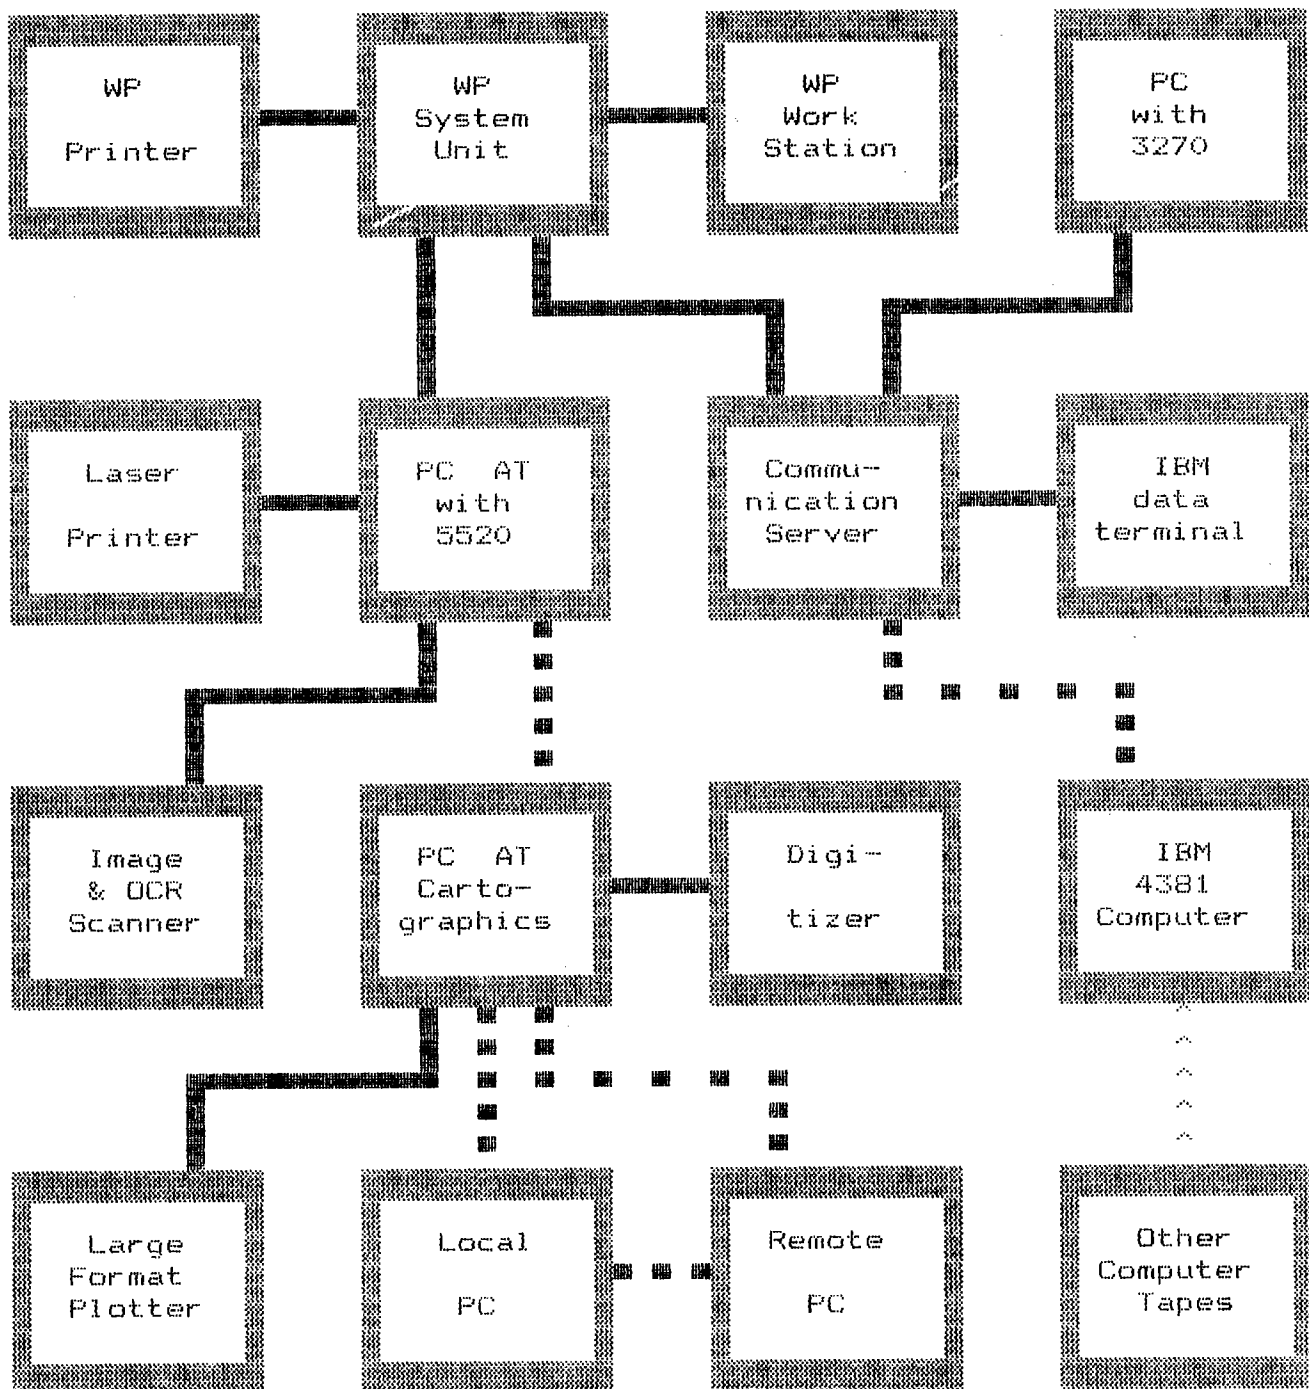 WP
Printer
WP
System
Unit
WP
Work
Station
PC
with
3270
Laser
Printer
PC AT
with
5520
Commu-
nication
Server
IBM
data
terminal
Image
& OCR
Scanner
PC AT
Carto-
graphics
Digi-
tizer
IBM
4381
Computer
^
^
^
^
^
Large
Format
Plotter
Local
PC
Remote
PC
Other
Computer
Tapes